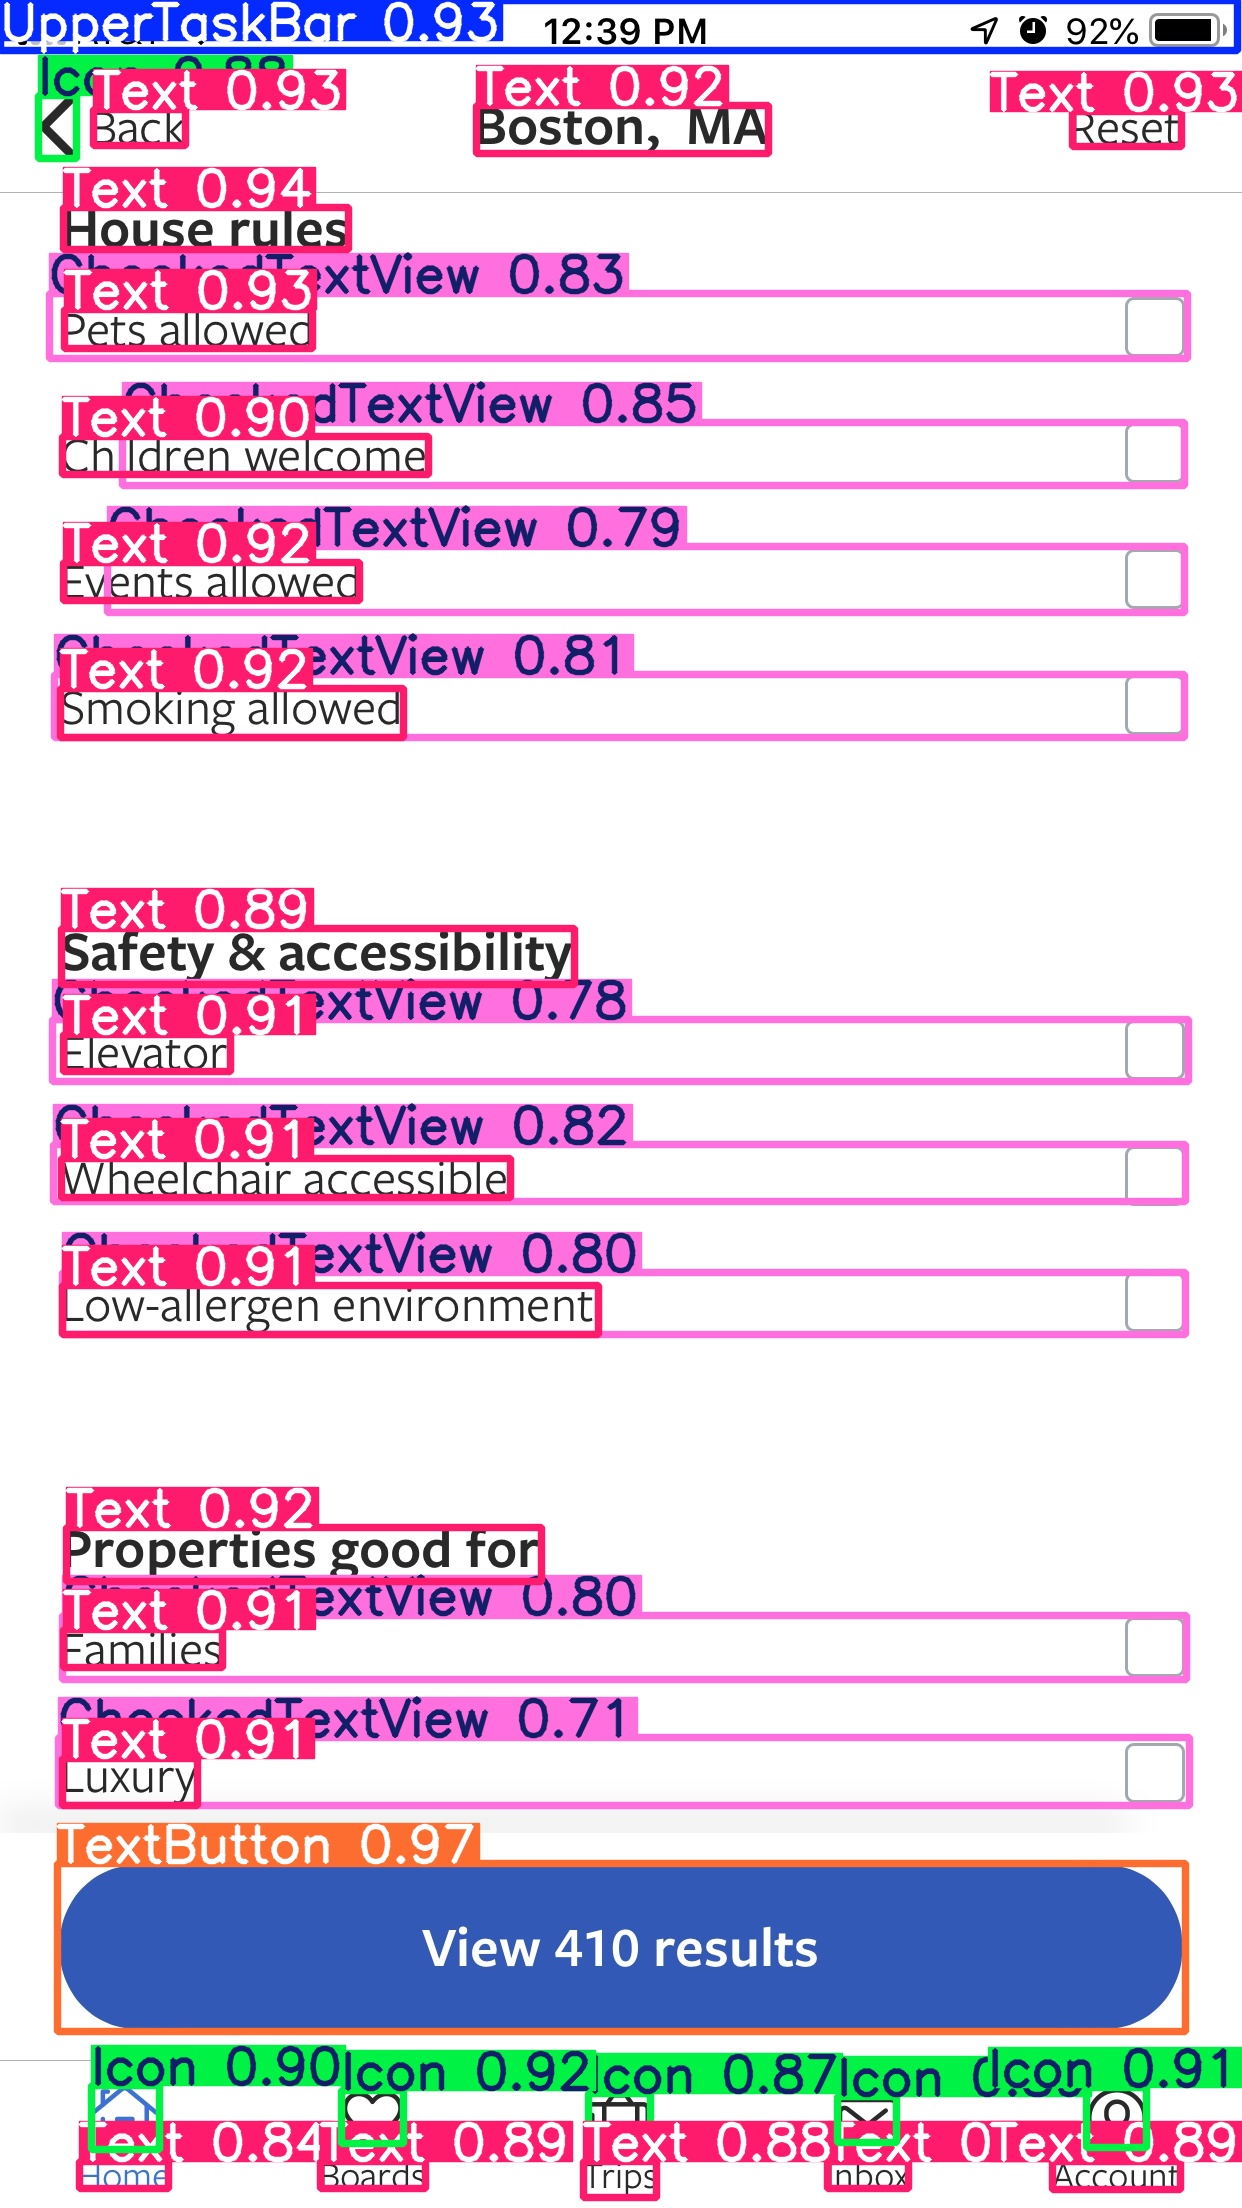 UpperTaskBar 0.93 12:39 PM 92%
Icon 0.88 Text 0.93 Text 0.92 Text 0.93
Back Boston, MA Reset
Text 0.94
House rules
CheckedTextView 0.83
Text 0.93
Pets allowed
CheckedTextView 0.85
Text 0.90
Children welcome
CheckedTextView 0.79
Text 0.92
Events allowed
CheckedTextView 0.81
Text 0.92
Smoking allowed
Text 0.89
Safety & accessibility
CheckedTextView 0.78
Text 0.91
Elevator
CheckedTextView 0.82
Text 0.91
Wheelchair accessible
CheckedTextView 0.80
Text 0.91
Low-allergen environment
Text 0.92
Properties good for
CheckedTextView 0.80
Text 0.91
Families
CheckedTextView 0.71
Text 0.91
Luxury
TextButton 0.97
View 410 results
Icon 0.90 Icon 0.92 Icon 0.87 Icon Icon 0.91
Text 0.84 Text 0.89 Text 0.88 Text Text 0.89
Home Boards Trips Inbox Account